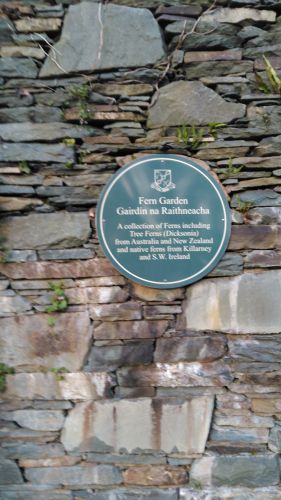 Fern Garden
Gairdín na Raithneacha
A collection of Ferns including
Tree Ferns (Dicksonia)
from Australia and New Zealand
and native ferns from Killarney
and S.W. Ireland